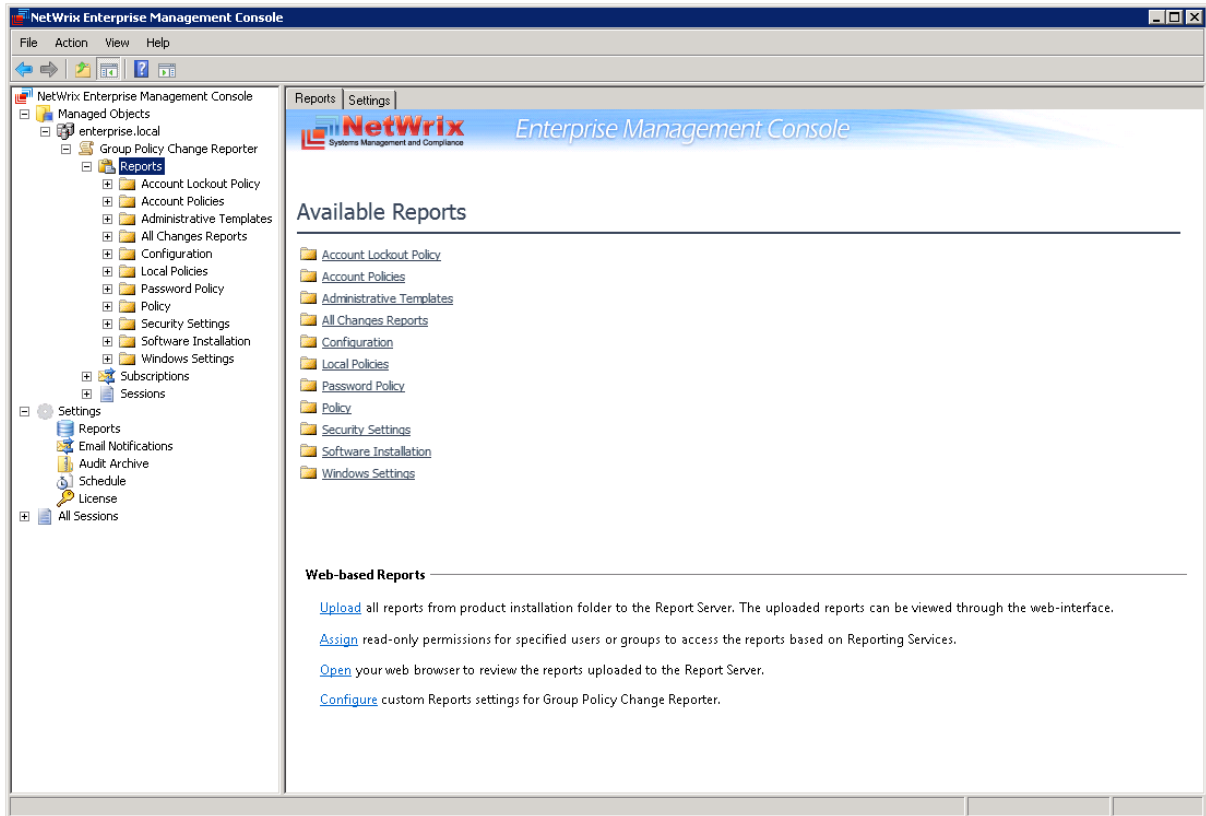 NetWrix Enterprise Management Console
File Action View Help
NetWrix Enterprise Management Console
Managed Objects
enterprise.local
Group Policy Change Reporter
Reports
Account Lockout Policy
Account Policies
Administrative Templates
All Changes Reports
Configuration
Local Policies
Password Policy
Policy
Security Settings
Software Installation
Windows Settings
Subscriptions
Sessions
Settings
Reports
Email Notifications
Audit Archive
Schedule
License
All Sessions
Reports Settings
NetWrix Enterprise Management Console
Systems Management and Compliance
Available Reports
Account Lockout Policy
Account Policies
Administrative Templates
All Changes Reports
Configuration
Local Policies
Password Policy
Policy
Security Settings
Software Installation
Windows Settings
Web-based Reports
Upload all reports from product installation folder to the Report Server. The uploaded reports can be viewed through the web-interface.
Assign read-only permissions for specified users or groups to access the reports based on Reporting Services.
Open your web browser to review the reports uploaded to the Report Server.
Configure custom Reports settings for Group Policy Change Reporter.